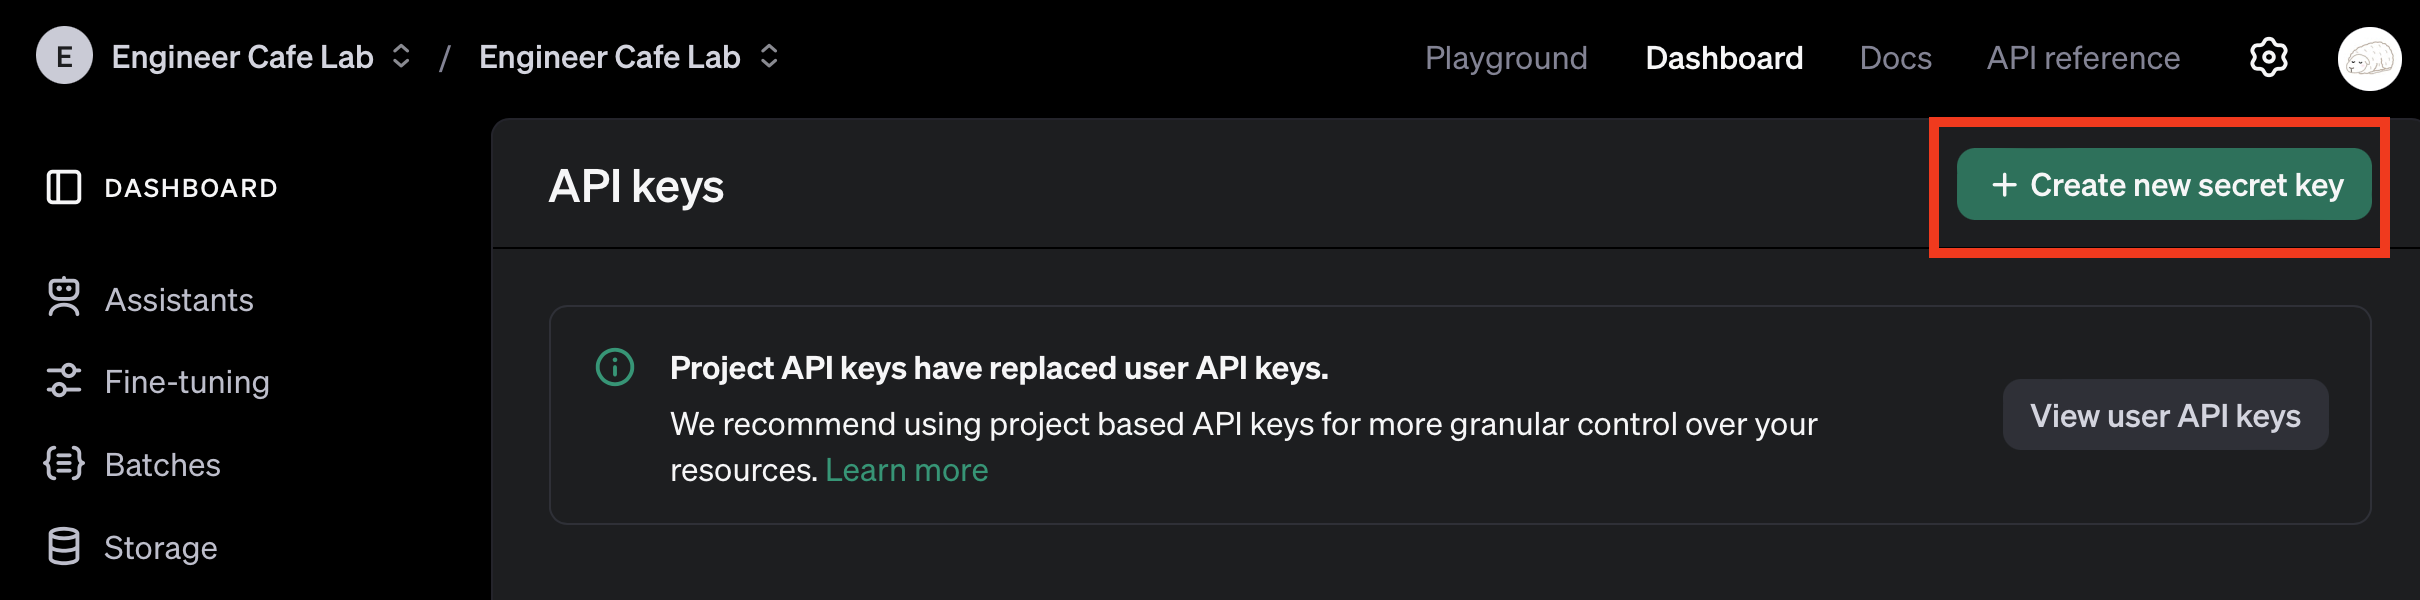 E Engineer Cafe Lab / Engineer Cafe Lab
Playground Dashboard Docs API reference
DASHBOARD
Assistants
Fine-tuning
Batches
Storage
API keys
+ Create new secret key
Project API keys have replaced user API keys.
We recommend using project based API keys for more granular control over your
resources. Learn more
View user API keys